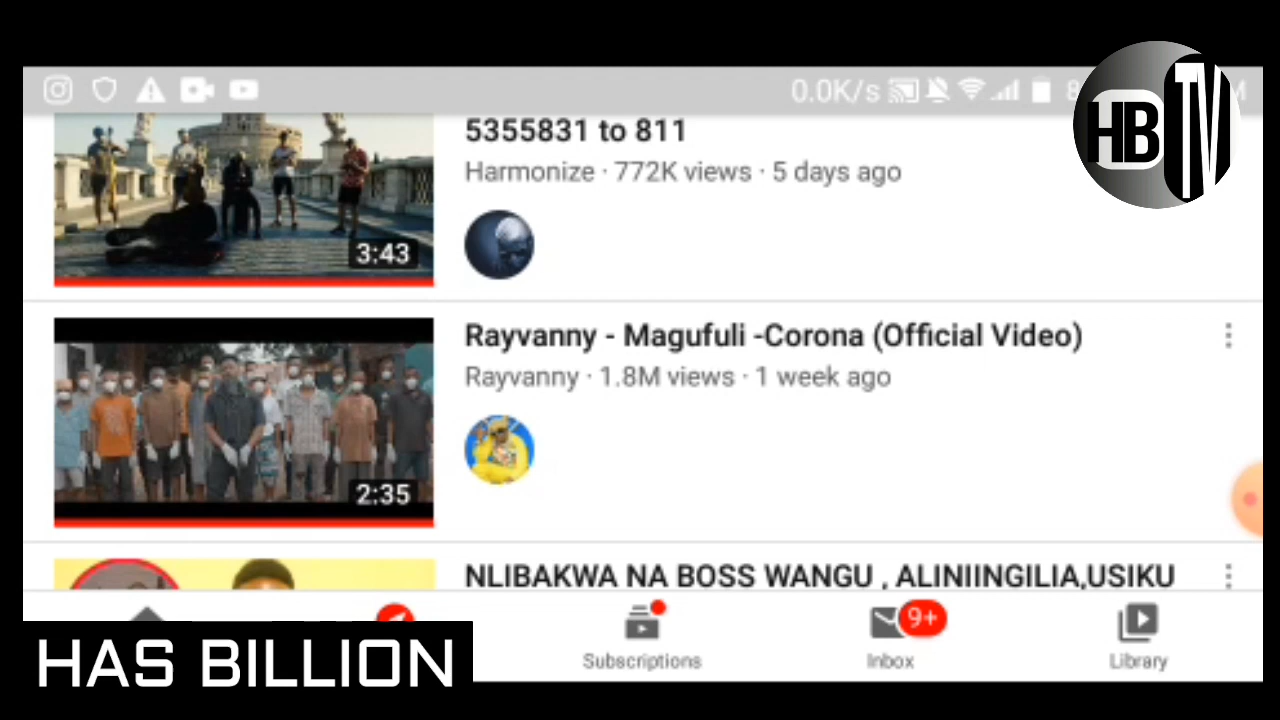 0.0K/s
HB TV
5355831 to 811
Harmonize · 772K views · 5 days ago
3:43
Rayvanny - Magufuli -Corona (Official Video)
Rayvanny · 1.8M views · 1 week ago
2:35
NLIBAKWA NA BOSS WANGU , ALINIINGILIA,USIKU
9+
Subscriptions
Inbox
Library
HAS BILLION